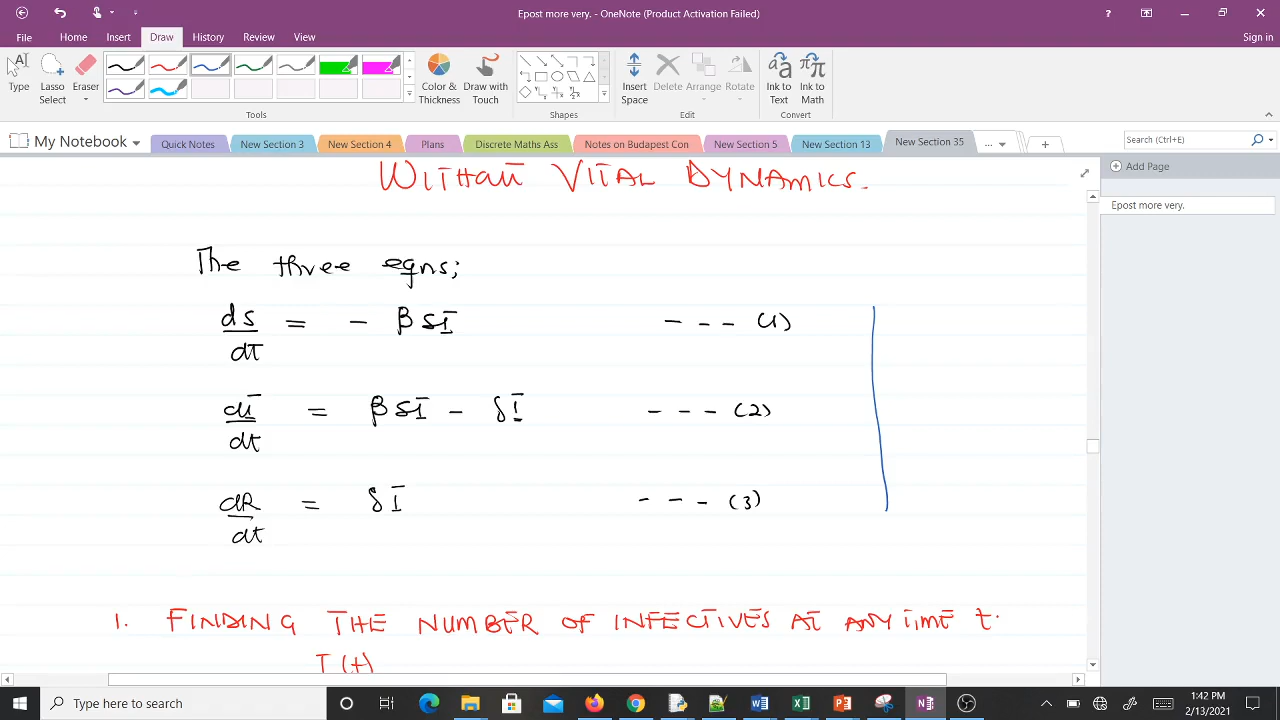 Epost more very. - OneNote (Product Activation Failed)
File Home Insert Draw History Review View Sign in
Type Lasso Select Eraser Color & Thickness Draw with Touch Insert Space Delete Arrange Rotate Ink to Text Ink to Math
Tools Shapes Edit Convert
My Notebook Quick Notes New Section 3 New Section 4 Plans Discrete Maths Ass Notes on Budapest Con New Section 5 New Section 13 New Section 35 ... + Search (Ctrl+E)
Add Page
Epost more very.
WITHOUT VITAL DYNAMICS.
The three eqns;
dS/dt = - βSI - - - (1)
dI/dt = βSI - δI - - - (2)
dR/dt = δI - - - (3)
1. FINDING THE NUMBER OF INFECTIVES AT ANY TIME t.
I(t)
Type here to search
1:42 PM
2/13/2021